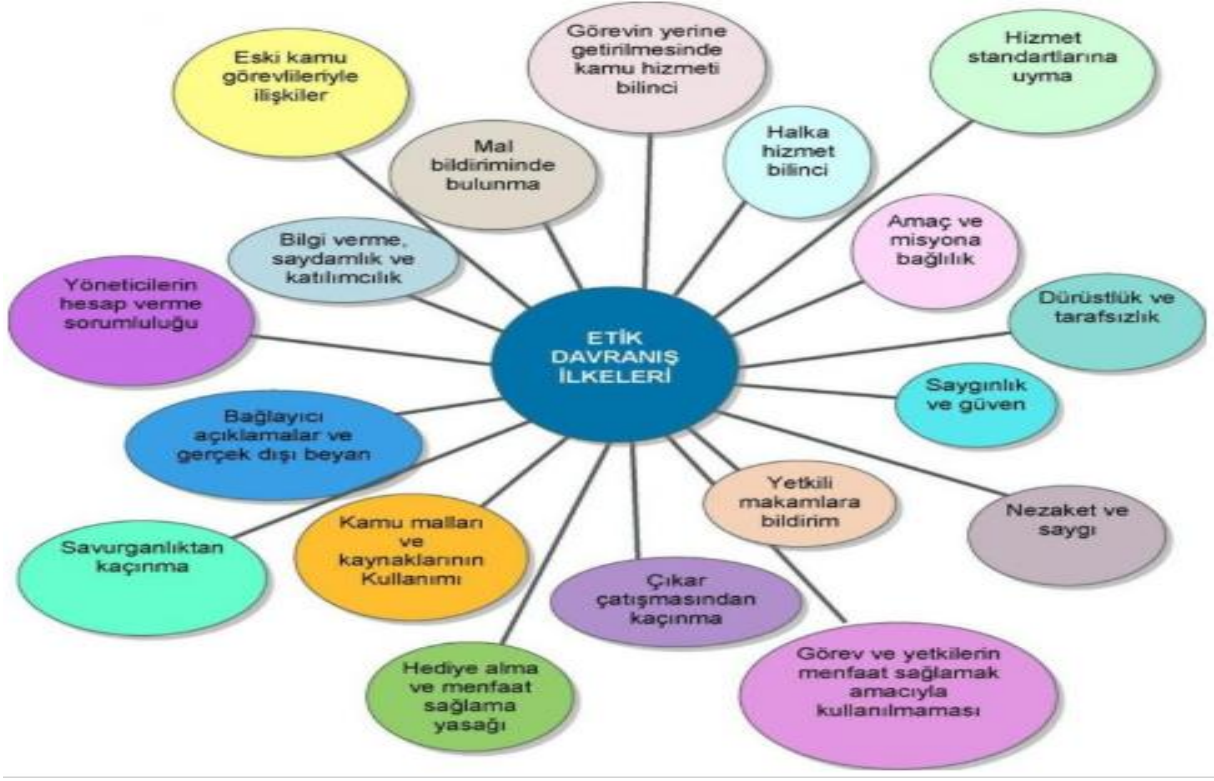 Eski kamu
görevlileriyle
ilişkiler
Görevin yerine
getirilmesinde
kamu hizmeti
bilinci
Hizmet
standartlarına
uyma
Mal
bildiriminde
bulunma
Halka
hizmet
bilinci
Bilgi verme,
saydamlık ve
katılımcılık
Amaç ve
misyona
bağlılık
Yöneticilerin
hesap verme
sorumluluğu
Dürüstlük ve
tarafsızlık
ETİK
DAVRANIŞ
İLKELERİ
Saygınlık
ve güven
Bağlayıcı
açıklamalar ve
gerçek dışı beyan
Yetkili
makamlara
bildirim
Nezaket ve
saygı
Savurganlıktan
kaçınma
Kamu malları
ve
kaynaklarının
Kullanımı
Çıkar
çatışmasından
kaçınma
Hediye alma
ve menfaat
sağlama
yasağı
Görev ve yetkilerin
menfaat sağlamak
amacıyla
kullanılmaması